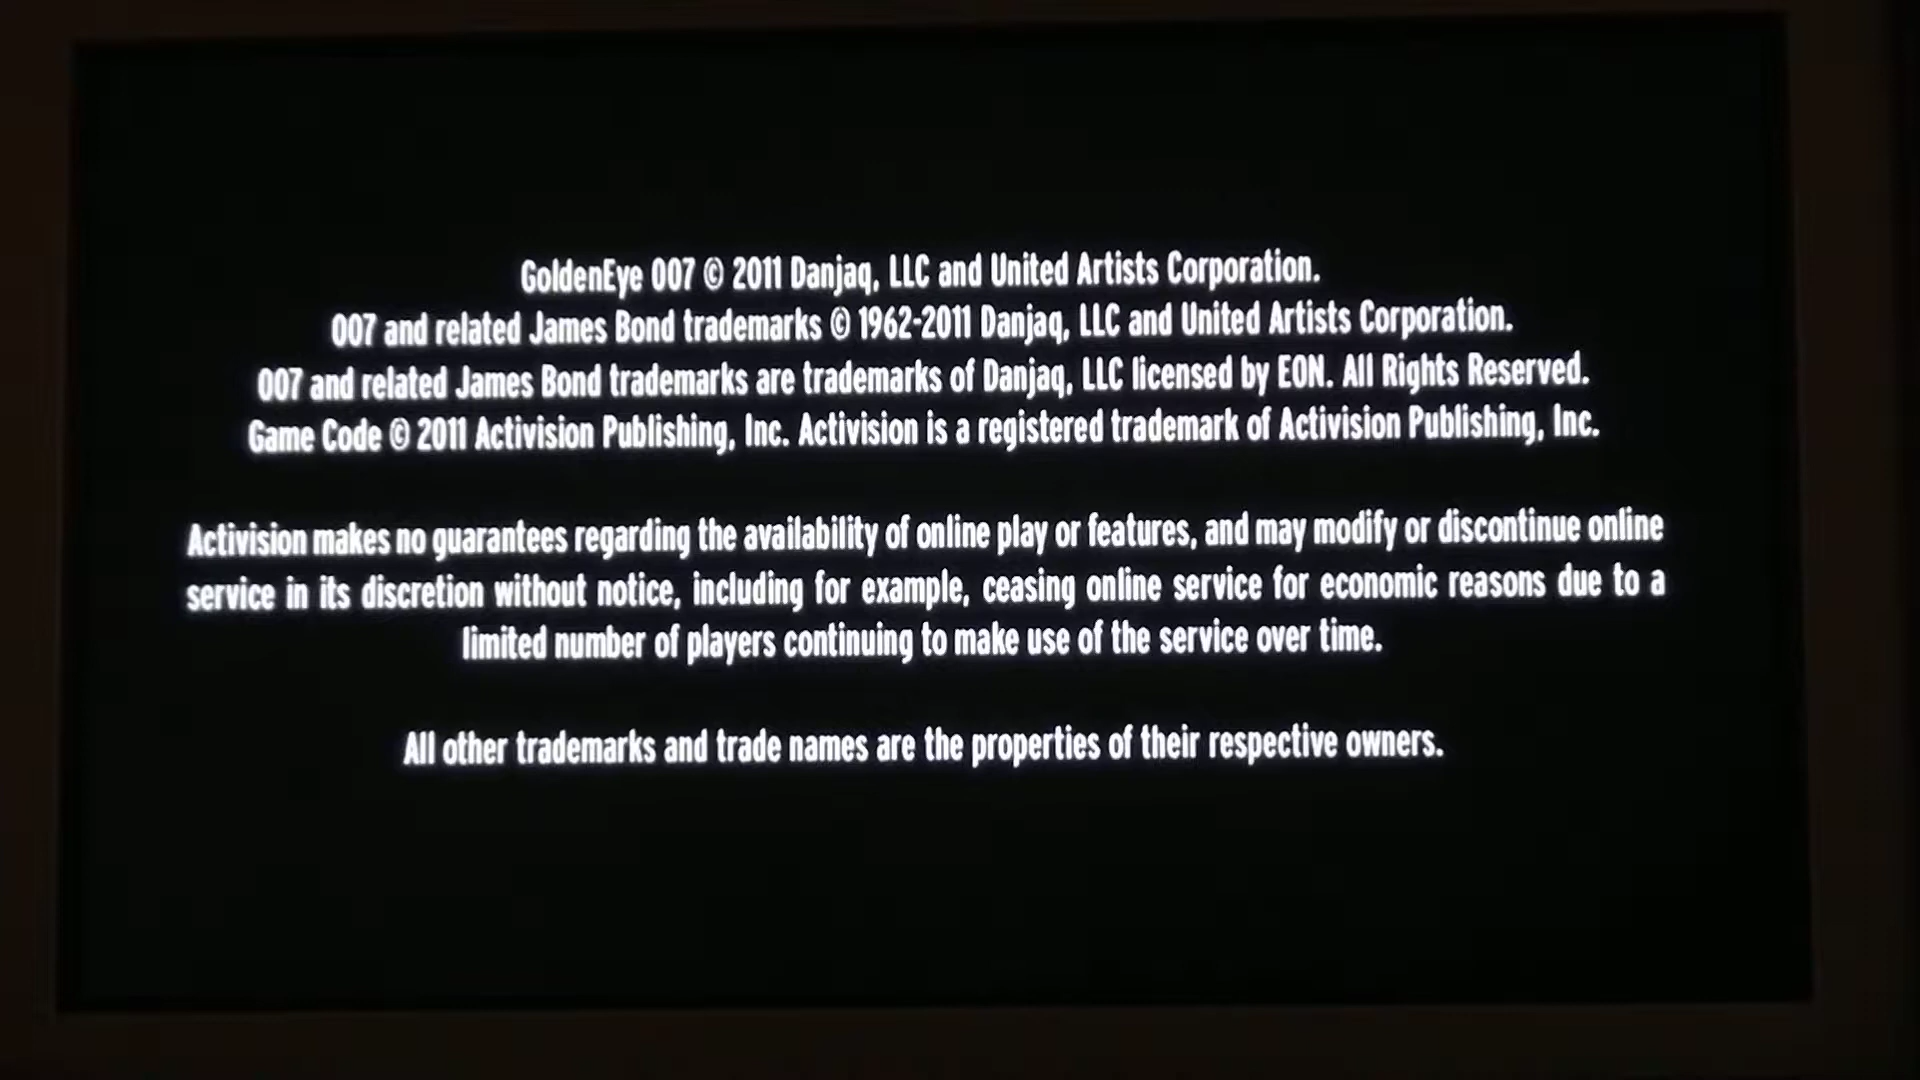 GoldenEye 007 © 2011 Danjaq, LLC and United Artists Corporation.
007 and related James Bond trademarks © 1962-2011 Danjaq, LLC and United Artists Corporation.
007 and related James Bond trademarks are trademarks of Danjaq, LLC licensed by EON. All Rights Reserved.
Game Code © 2011 Activision Publishing, Inc. Activision is a registered trademark of Activision Publishing, Inc.
Activision makes no guarantees regarding the availability of online play or features, and may modify or discontinue online
service in its discretion without notice, including for example, ceasing online service for economic reasons due to a
limited number of players continuing to make use of the service over time.
All other trademarks and trade names are the properties of their respective owners.